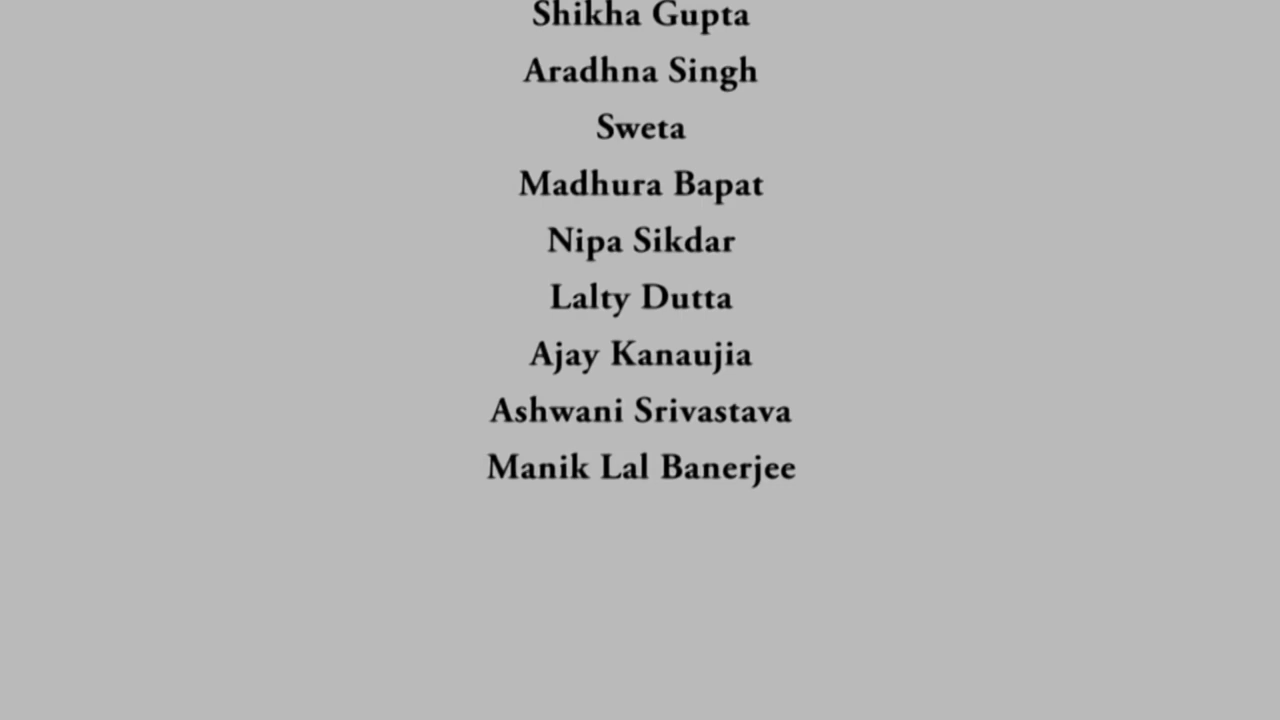 Shikha Gupta
Aradhna Singh
Sweta
Madhura Bapat
Nipa Sikdar
Lalty Dutta
Ajay Kanaujia
Ashwani Srivastava
Manik Lal Banerjee